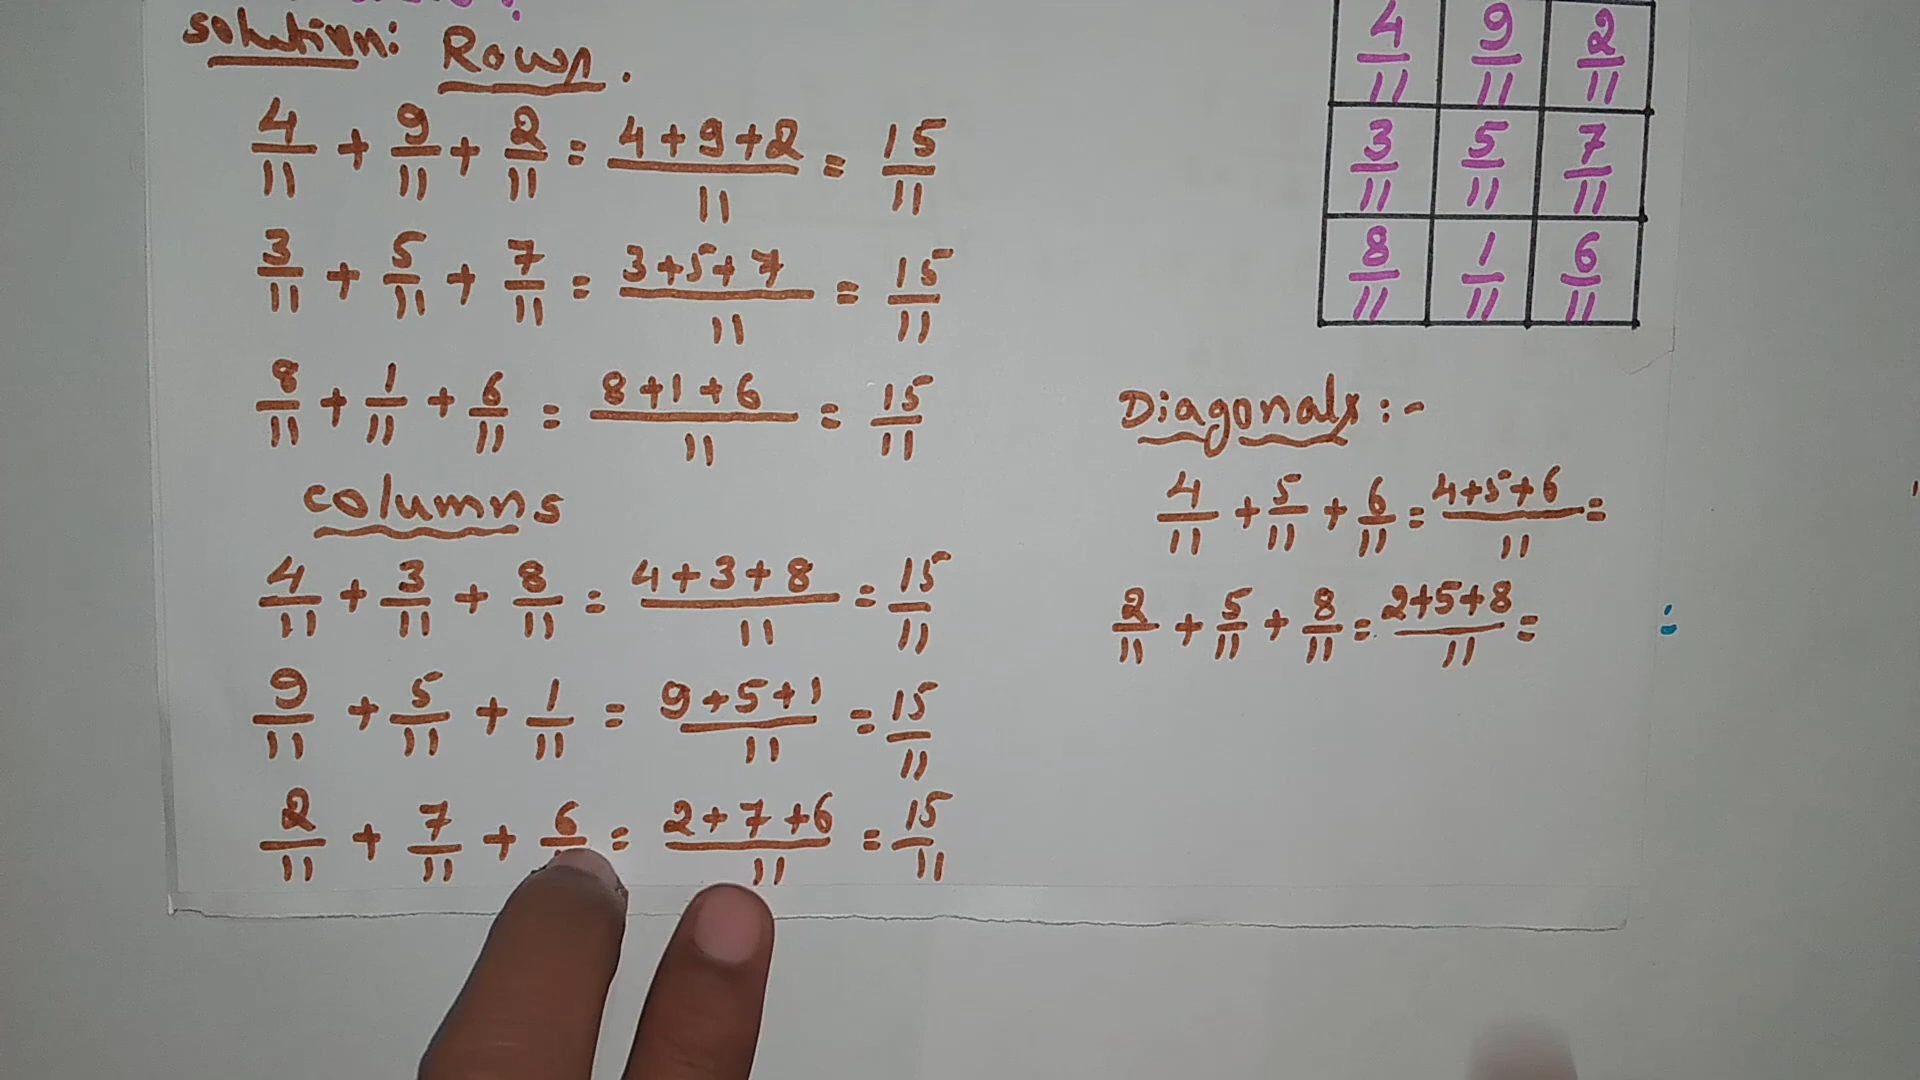 solution: Rows.
4/11 + 9/11 + 2/11 = 4+9+2/11 = 15/11
3/11 + 5/11 + 7/11 = 3+5+7/11 = 15/11
8/11 + 1/11 + 6/11 = 8+1+6/11 = 15/11
columns
4/11 + 3/11 + 8/11 = 4+3+8/11 = 15/11
9/11 + 5/11 + 1/11 = 9+5+1/11 = 15/11
2/11 + 7/11 + 6 = 2+7+6/11 = 15/11
4/11 9/11 2/11
3/11 5/11 7/11
8/11 1/11 6/11
Diagonals :-
4/11 + 5/11 + 6/11 = 4+5+6/11 =
2/11 + 5/11 + 8/11 = 2+5+8/11 =